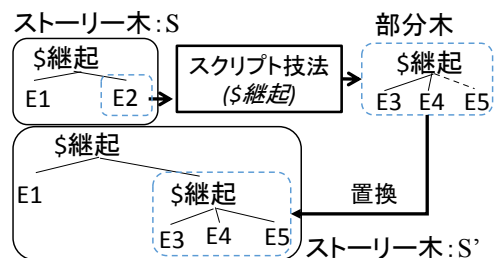 ストーリー木:S
部分木
$継起
E1
E2
スクリプト技法
($継起)
$継起
E3 E4 E5
$継起
E1
$継起
E3 E4 E5
置換
ストーリー木:S'